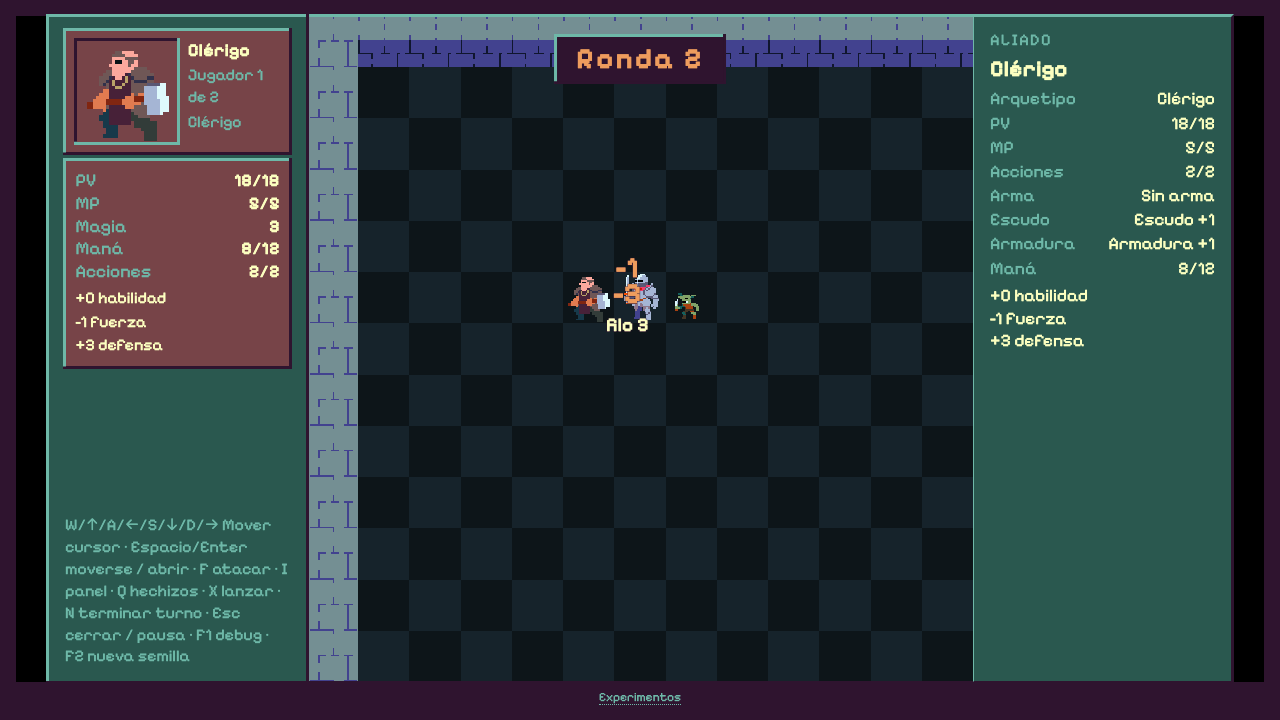 Clérigo
Jugador 1
de 2
Clérigo
PV 18/18
MP
Magia 3
Maná 8/12
Acciones 2/2
+0 habilidad
-1 fuerza
+3 defensa
W/↑/A/←/S/↓/D/→ Mover
cursor · Espacio/Enter
moverse / abrir · F atacar · I
panel · Q hechizos · X lanzar ·
N terminar turno · Esc
cerrar / pausa · F1 debug ·
F2 nueva semilla
Ronda 2
-1
-3
Alo 3
ALIADO
Clérigo
Arquetipo Clérigo
PV 18/18
MP
Acciones 2/2
Arma Sin arma
Escudo Escudo +1
Armadura Armadura +1
Maná 8/12
+0 habilidad
-1 fuerza
+3 defensa
Experimentos